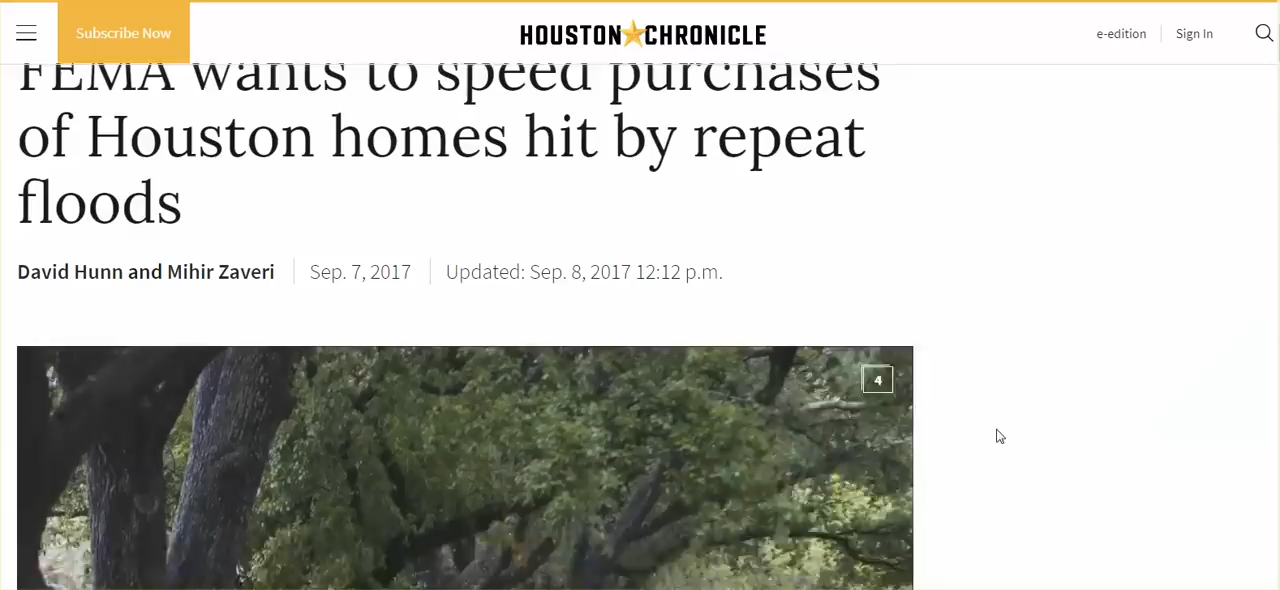 Subscribe Now
HOUSTON CHRONICLE
e-edition
Sign In
FEMA wants to speed purchases
of Houston homes hit by repeat
floods
David Hunn and Mihir Zaveri
Sep. 7, 2017
Updated: Sep. 8, 2017 12:12 p.m.
4